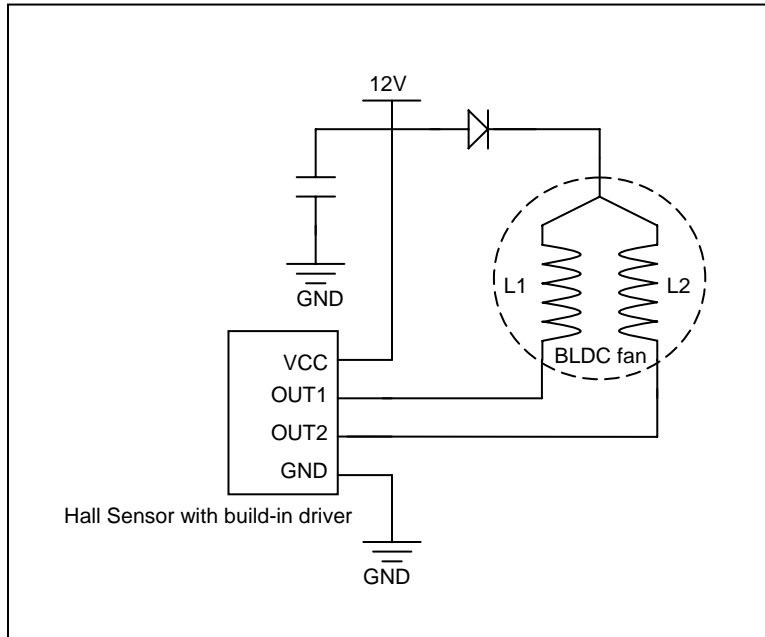 12V
GND
L1
L2
BLDC fan
VCC
OUT1
OUT2
GND
Hall Sensor with build-in driver
GND